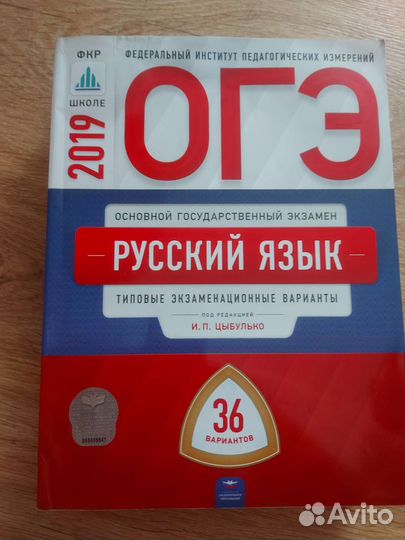 ФКР
ШКОЛЕ
ФЕДЕРАЛЬНЫЙ ИНСТИТУТ ПЕДАГОГИЧЕСКИХ ИЗМЕРЕНИЙ
2019
ОГЭ
ОСНОВНОЙ ГОСУДАРСТВЕННЫЙ ЭКЗАМЕН
РУССКИЙ ЯЗЫК
ТИПОВЫЕ ЭКЗАМЕНАЦИОННЫЕ ВАРИАНТЫ
ПОД РЕДАКЦИЕЙ
И. П. ЦЫБУЛЬКО
36
ВАРИАНТОВ
Avito